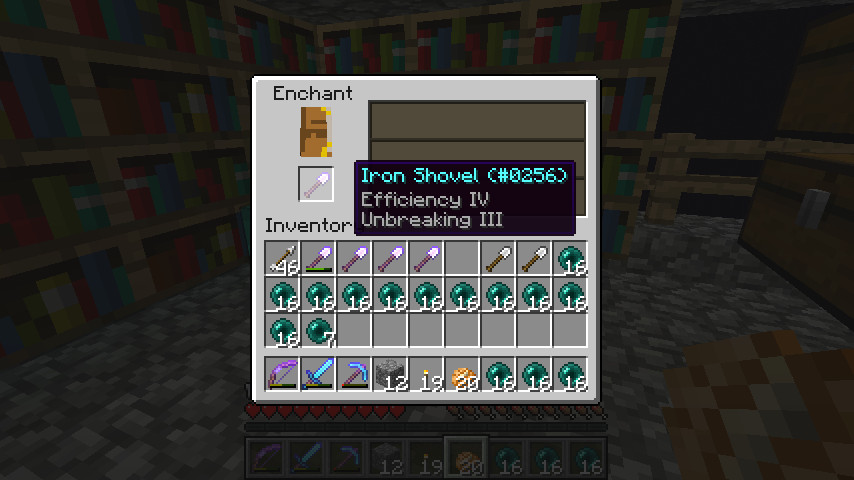 Enchant
Iron Shovel (#0256)
Efficiency IV
Unbreaking III
Inventor
46
16
16 16 16 16 16 16 16 16 16
16 7
12 19 20 16 16 16
12 19 20 16 16 16